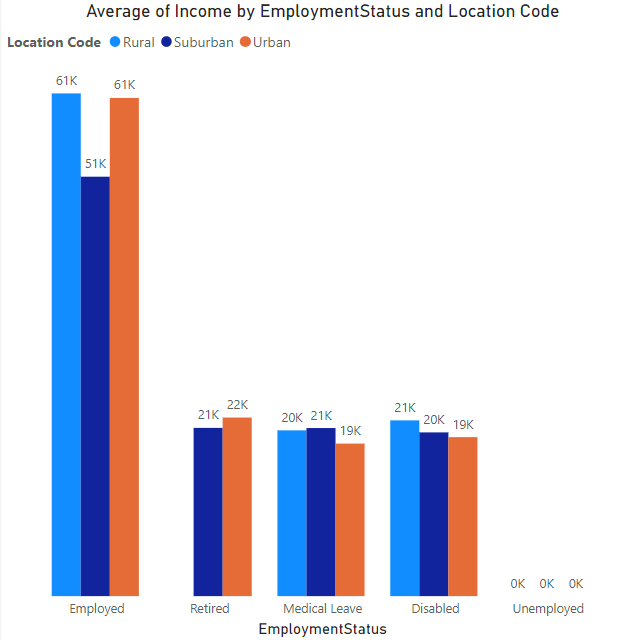 Average of Income by EmploymentStatus and Location Code
Location Code Rural Suburban Urban
61K 51K 61K
21K 22K
20K 21K 19K
21K 20K 19K
0K 0K 0K
Employed Retired Medical Leave Disabled Unemployed
EmploymentStatus